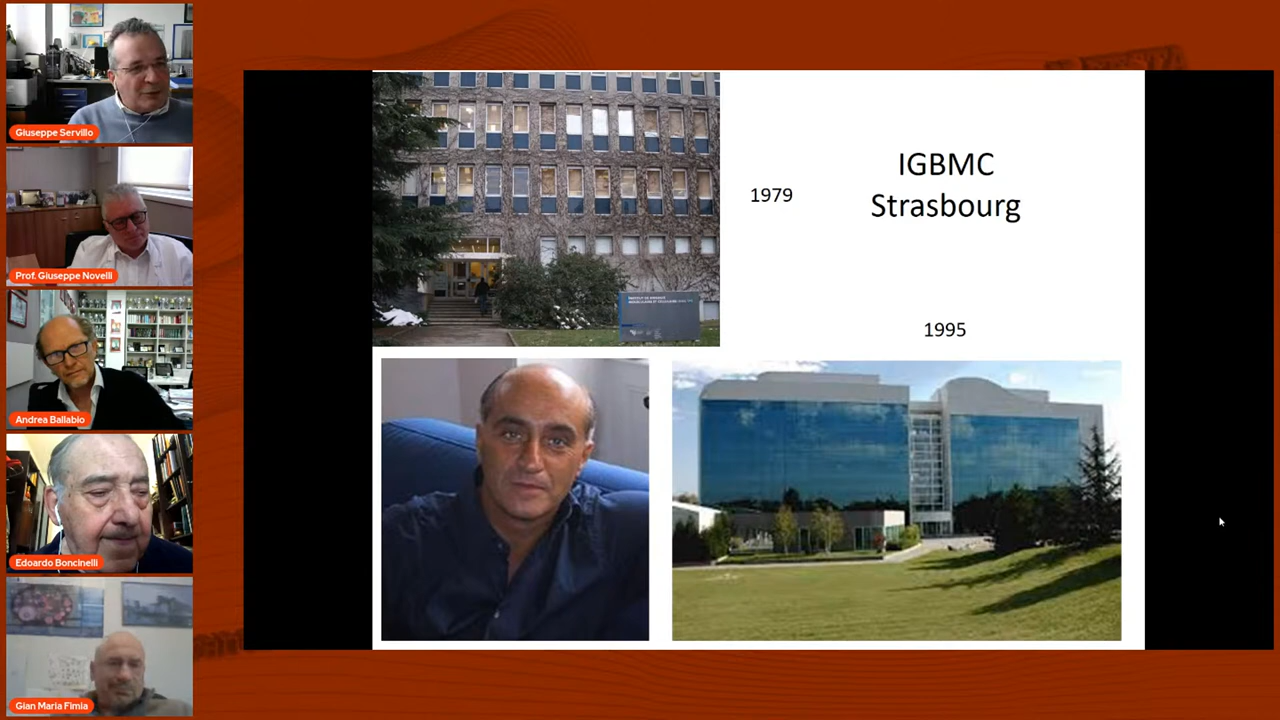 Giuseppe Servillo
Prof. Giuseppe Novelli
Andrea Ballabio
Edoardo Boncinelli
Gian Maria Fimia
1979
IGBMC
Strasbourg
1995